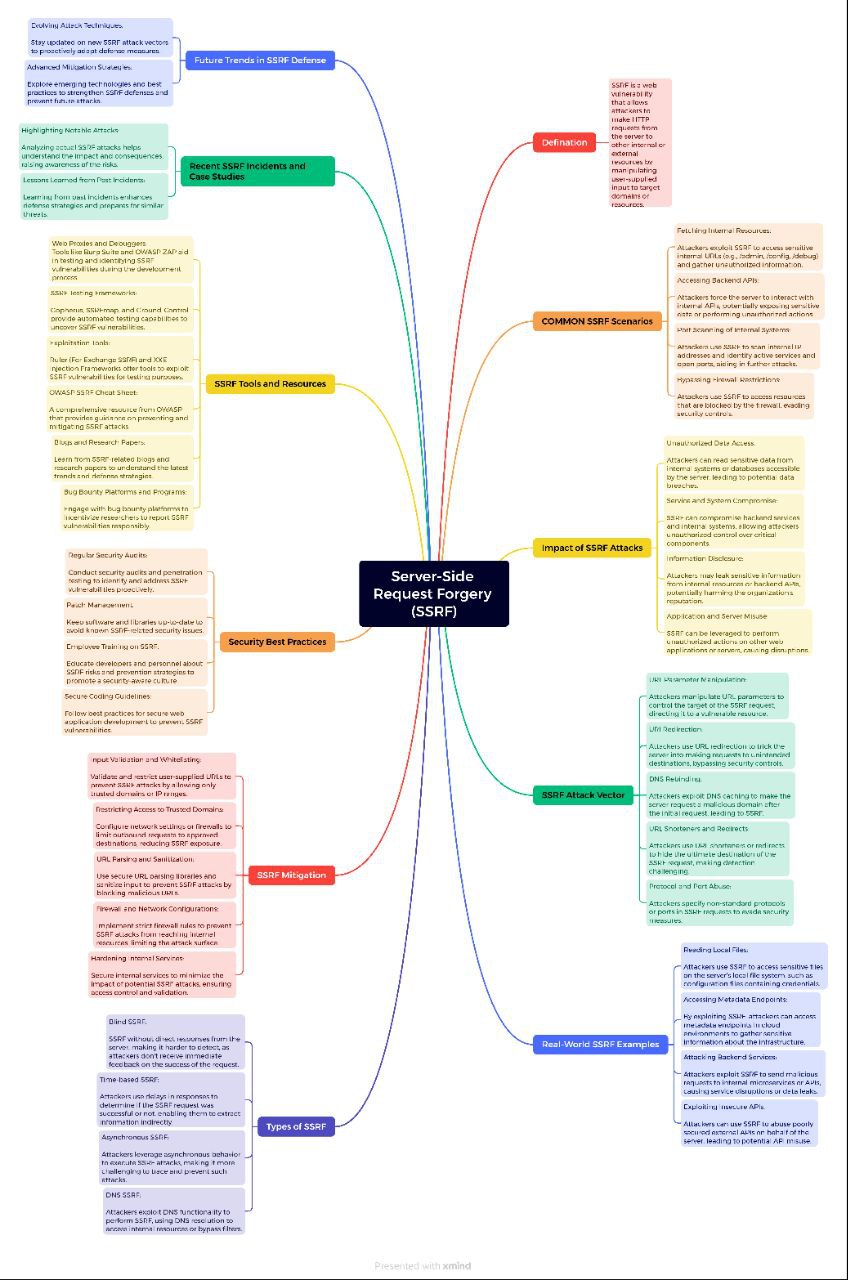 Server-Side
Request Forgery
(SSRF)
Defination
SSRF is a web
vulnerability
that allows
attackers to
make HTTP
requests from
the server to
other internal or
external
resources by
manipulating
user-supplied
input to target
domains or
resources.
COMMON SSRF Scenarios
Fetching Internal Resources:
Attackers exploit SSRF to access sensitive
internal URLs (e.g., /admin, /config, /debug)
and gather unauthorized information.
Accessing Backend APIs:
Attackers force the server to interact with
internal APIs, potentially exposing sensitive
data or performing unauthorized actions.
Port Scanning of Internal Systems:
Attackers use SSRF to scan internal IP
addresses and identify active services and
open ports, aiding in further attacks.
Bypassing Firewall Restrictions:
Attackers use SSRF to access resources
that are blocked by the firewall, evading
security controls.
Impact of SSRF Attacks
Unauthorized Data Access:
Attackers can read sensitive data from
internal systems or databases accessible
by the server, leading to potential data
breaches.
Service and System Compromise:
SSRF can compromise backend services
and internal systems, allowing attackers
unauthorized control over critical
components.
Information Disclosure:
Attackers may leak sensitive information
from internal resources or backend APIs,
potentially harming the organization's
reputation.
Application and Server Misuse:
SSRF can be leveraged to perform
unauthorized actions on other web
applications or servers, causing disruptions.
SSRF Attack Vector
URL Parameter Manipulation:
Attackers manipulate URL parameters to
control the target of the SSRF request,
directing it to a vulnerable resource.
URL Redirection:
Attackers use URL redirection to trick the
server into making requests to unintended
destinations, bypassing security controls.
DNS Rebinding:
Attackers exploit DNS caching to make the
server request a malicious domain after
the initial request, leading to SSRF.
URL Shorteners and Redirects:
Attackers use URL shorteners or redirects
to hide the ultimate destination of the
SSRF request, making detection
challenging.
Protocol and Port Abuse:
Attackers specify non-standard protocols
or ports in SSRF requests to evade security
measures.
Real-World SSRF Examples
Reading Local Files:
Attackers use SSRF to access sensitive files
on the server's local file system, such as
configuration files containing credentials.
Accessing Metadata Endpoints:
By exploiting SSRF, attackers can access
metadata endpoints in cloud
environments to gather sensitive
information about the infrastructure.
Attacking Backend Services:
Attackers exploit SSRF to send malicious
requests to internal microservices or APIs,
causing service disruptions or data leaks.
Exploiting Insecure APIs:
Attackers can use SSRF to abuse poorly
secured external APIs on behalf of the
server, leading to potential API misuse.
Future Trends in SSRF Defense
Evolving Attack Techniques:
Stay updated on new SSRF attack vectors
to proactively adapt defense measures.
Advanced Mitigation Strategies:
Explore emerging technologies and best
practices to strengthen SSRF defenses and
prevent future attacks.
Recent SSRF Incidents and
Case Studies
Highlighting Notable Attacks:
Analyzing actual SSRF attacks helps
understand the impact and consequences,
raising awareness of the risks.
Lessons Learned from Past Incidents:
Learning from past incidents enhances
defense strategies and prepares for similar
threats.
SSRF Tools and Resources
Web Proxies and Debuggers:
Tools like Burp Suite and OWASP ZAP aid
in testing and identifying SSRF
vulnerabilities during the development
process.
SSRF Testing Frameworks:
Gopherus, SSRFmap, and Ground-Control
provide automated testing capabilities to
uncover SSRF vulnerabilities.
Exploitation Tools:
Ruler (For Exchange SSRF) and XXE
Injection Frameworks offer tools to exploit
SSRF vulnerabilities for testing purposes.
OWASP SSRF Cheat Sheet:
A comprehensive resource from OWASP
that provides guidance on preventing and
mitigating SSRF attacks.
Blogs and Research Papers:
Learn from SSRF-related blogs and
research papers to understand the latest
trends and defense strategies.
Bug Bounty Platforms and Programs:
Engage with bug bounty platforms to
incentivize researchers to report SSRF
vulnerabilities responsibly.
Security Best Practices
Regular Security Audits:
Conduct security audits and penetration
testing to identify and address SSRF
vulnerabilities proactively.
Patch Management:
Keep software and libraries up-to-date to
avoid known SSRF-related security issues.
Employee Training on SSRF:
Educate developers and personnel about
SSRF risks and prevention strategies to
promote a security-aware culture.
Secure Coding Guidelines:
Follow best practices for secure web
application development to prevent SSRF
vulnerabilities.
SSRF Mitigation
Input Validation and Whitelisting:
Validate and restrict user-supplied URLs to
prevent SSRF attacks by allowing only
trusted domains or IP ranges.
Restricting Access to Trusted Domains:
Configure network settings or firewalls to
limit outbound requests to approved
destinations, reducing SSRF exposure.
URL Parsing and Sanitization:
Use secure URL parsing libraries and
sanitize input to prevent SSRF attacks by
blocking malicious URLs.
Firewall and Network Configurations:
Implement strict firewall rules to prevent
SSRF attacks from reaching internal
resources, limiting the attack surface.
Hardening Internal Services:
Secure internal services to minimize the
impact of potential SSRF attacks, ensuring
access control and validation.
Types of SSRF
Blind SSRF:
SSRF without direct responses from the
server, making it harder to detect, as
attackers don't receive immediate
feedback on the success of the request.
Time-based SSRF:
Attackers use delays in responses to
determine if the SSRF request was
successful or not, enabling them to extract
information indirectly.
Asynchronous SSRF:
Attackers leverage asynchronous behavior
to execute SSRF attacks, making it more
challenging to trace and prevent such
attacks.
DNS SSRF:
Attackers exploit DNS functionality to
perform SSRF, using DNS resolution to
access internal resources or bypass filters.
Presented with xmind